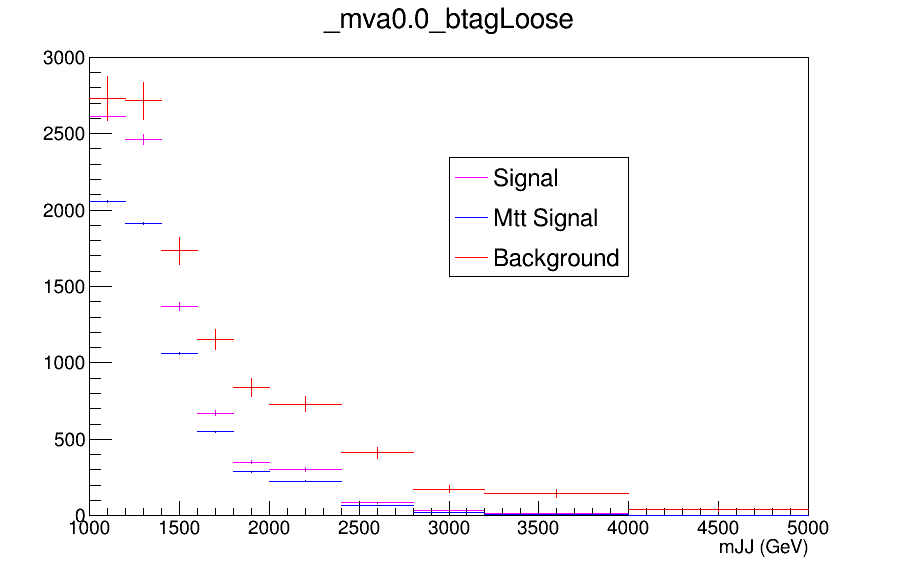 _mva0.0_btagLoose
3000
2500
2000
1500
1000
500
0
Signal
Mtt Signal
Background
1000 1500 2000 2500 3000 3500 4000 4500 5000
mJJ (GeV)